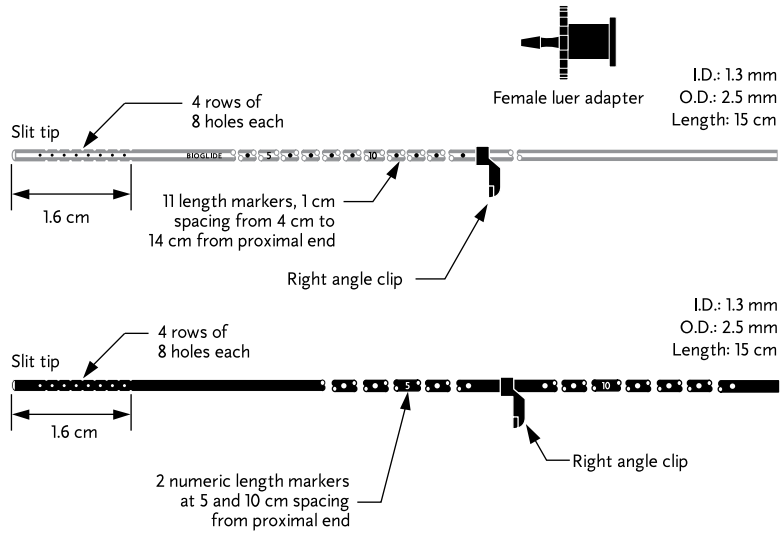 Female luer adapter
I.D.: 1.3 mm
O.D.: 2.5 mm
Length: 15 cm
4 rows of
8 holes each
Slit tip
BIOGLIDE
5
10
1.6 cm
11 length markers, 1 cm
spacing from 4 cm to
14 cm from proximal end
Right angle clip
I.D.: 1.3 mm
O.D.: 2.5 mm
Length: 15 cm
4 rows of
8 holes each
Slit tip
5
10
1.6 cm
Right angle clip
2 numeric length markers
at 5 and 10 cm spacing
from proximal end